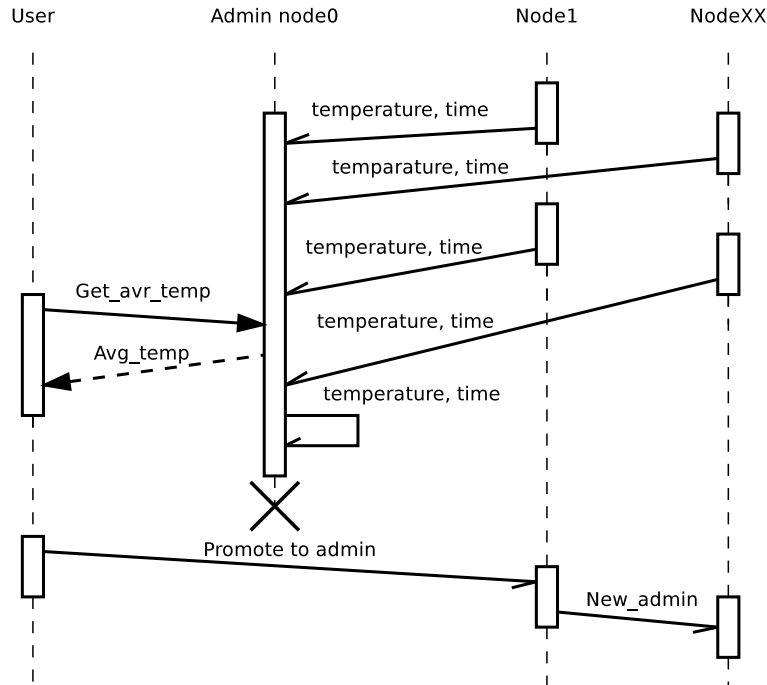 User
Admin node0
Node1
NodeXX
temperature, time
temparature, time
temperature, time
Get_avr_temp
temperature, time
Avg_temp
temperature, time
Promote to admin
New_admin